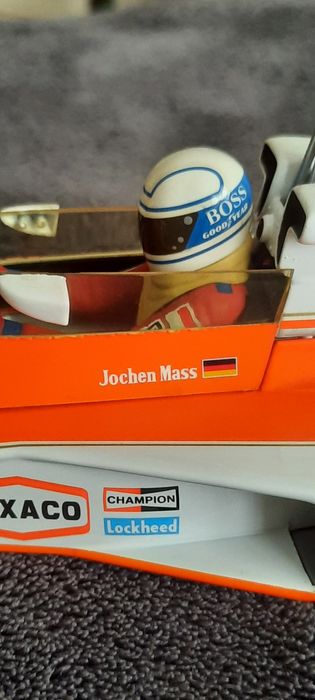 BOSS
GOODYEAR
Jochen Mass
XACO
CHAMPION
Lockheed